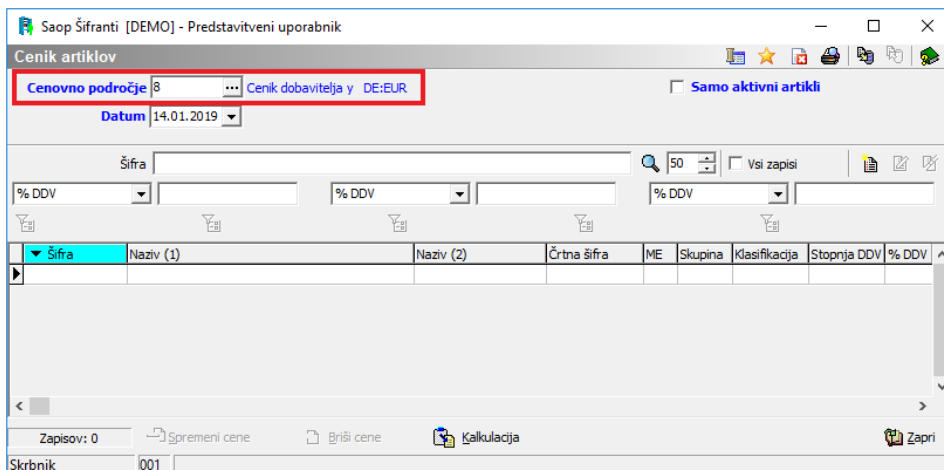 Saop Šifranti [DEMO] - Predstavitveni uporabnik
Cenik artiklov
Cenovno področje 8 ... Cenik dobavitelja y DE:EUR Samo aktivni artikli
Datum 14.01.2019
Šifra 50 Vsi zapisi
% DDV % DDV % DDV
Šifra Naziv (1) Naziv (2) Črtna šifra ME Skupina Klasifikacija Stopnja DDV % DDV
Zapisov: 0 Spremeni cene Briši cene Kalkulacija Zapri
Skrbnik 001